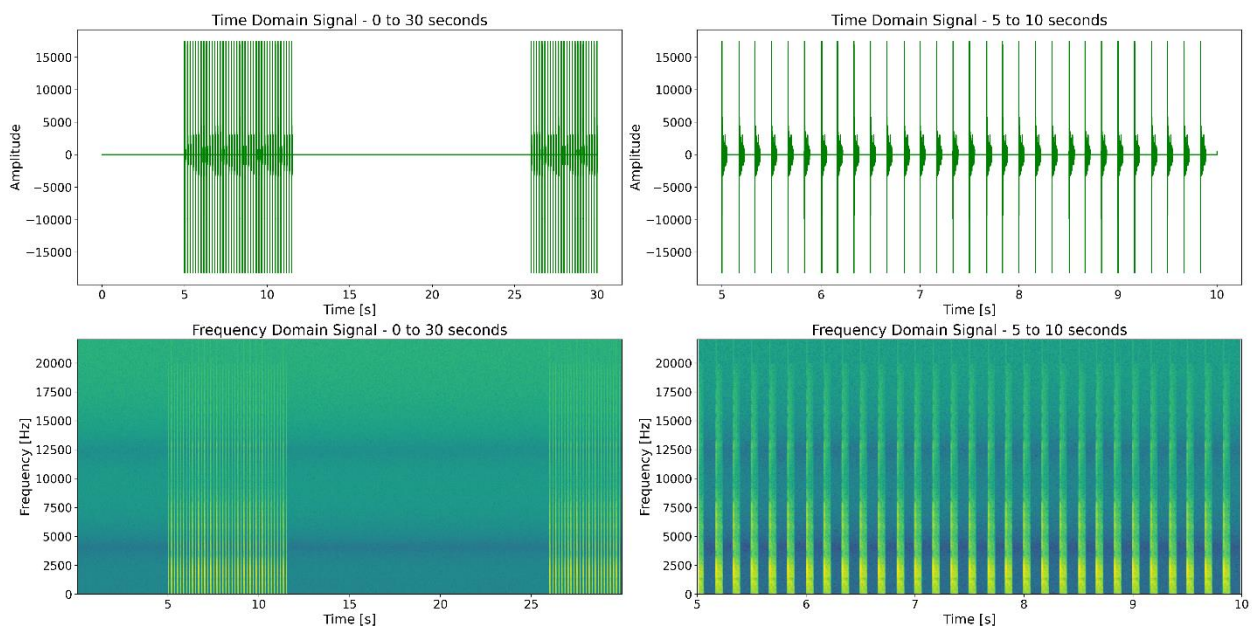 Time Domain Signal - 0 to 30 seconds
15000
10000
5000
0
−5000
−10000
−15000
Amplitude
0 5 10 15 20 25 30
Time [s]
Time Domain Signal - 5 to 10 seconds
15000
10000
5000
0
−5000
−10000
−15000
Amplitude
5 6 7 8 9 10
Time [s]
Frequency Domain Signal - 0 to 30 seconds
20000
17500
15000
12500
10000
7500
5000
2500
0
Frequency [Hz]
5 10 15 20 25
Time [s]
Frequency Domain Signal - 5 to 10 seconds
20000
17500
15000
12500
10000
7500
5000
2500
0
Frequency [Hz]
5 6 7 8 9 10
Time [s]